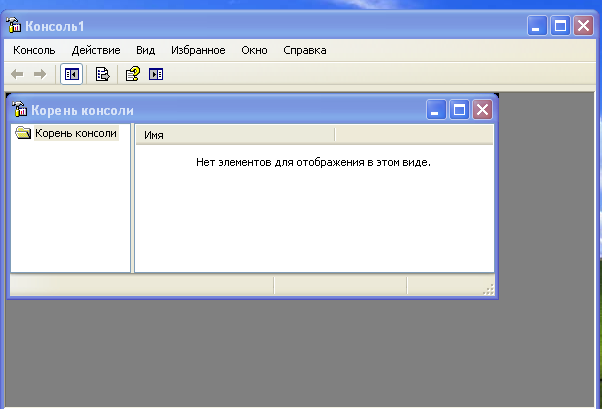 Консоль1
Консоль Действие Вид Избранное Окно Справка
Корень консоли
Корень консоли
Имя
Нет элементов для отображения в этом виде.